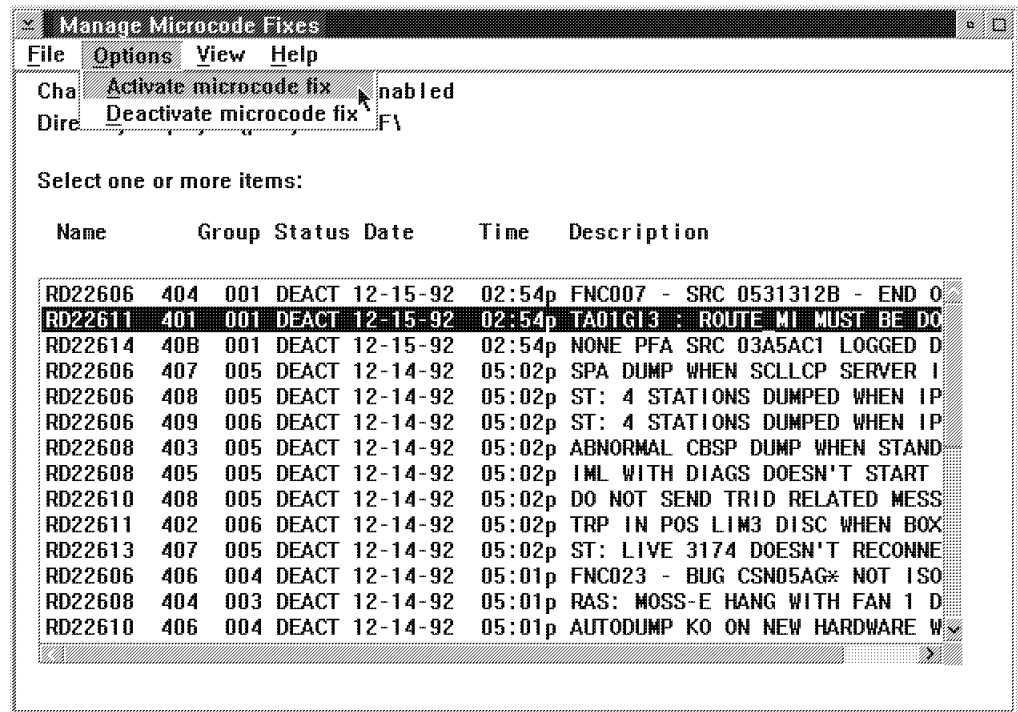 Manage Microcode Fixes
File Options View Help
Activate microcode fix
Deactivate microcode fix
Cha nabled
Dire F\
Select one or more items:
Name Group Status Date Time Description
RD22606 404 001 DEACT 12-15-92 02:54p FNC007 - SRC 0531312B - END O
RD22611 401 001 DEACT 12-15-92 02:54p TA01GI3 : ROUTE_MI MUST BE DO
RD22614 40B 001 DEACT 12-15-92 02:54p NONE PFA SRC 03A5AC1 LOGGED D
RD22606 407 005 DEACT 12-14-92 05:02p SPA DUMP WHEN SCLLCP SERVER I
RD22606 408 005 DEACT 12-14-92 05:02p ST: 4 STATIONS DUMPED WHEN IP
RD22606 409 006 DEACT 12-14-92 05:02p ST: 4 STATIONS DUMPED WHEN IP
RD22608 403 005 DEACT 12-14-92 05:02p ABNORMAL CBSP DUMP WHEN STAND
RD22608 405 005 DEACT 12-14-92 05:02p IML WITH DIAGS DOESN'T START
RD22610 408 005 DEACT 12-14-92 05:02p DO NOT SEND TRID RELATED MESS
RD22611 402 006 DEACT 12-14-92 05:02p TRP IN POS LIM3 DISC WHEN BOX
RD22613 407 005 DEACT 12-14-92 05:02p ST: LIVE 3174 DOESN'T RECONNE
RD22606 406 004 DEACT 12-14-92 05:01p FNC023 - BUG CSN05AG* NOT ISO
RD22608 404 003 DEACT 12-14-92 05:01p RAS: MOSS-E HANG WITH FAN 1 D
RD22610 406 004 DEACT 12-14-92 05:01p AUTODUMP KO ON NEW HARDWARE W